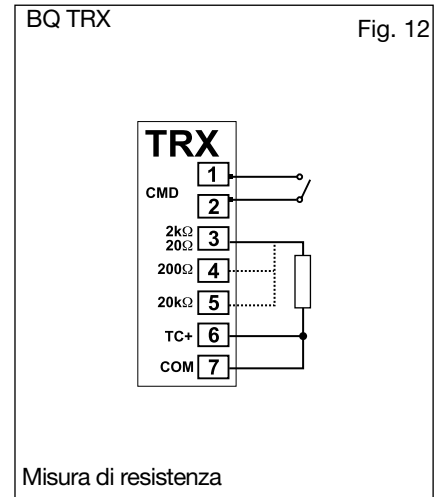 BQ TRX
Fig. 12
TRX
1
CMD
2
2kΩ
20Ω
3
200Ω 4
20kΩ 5
TC+ 6
COM 7
Misura di resistenza